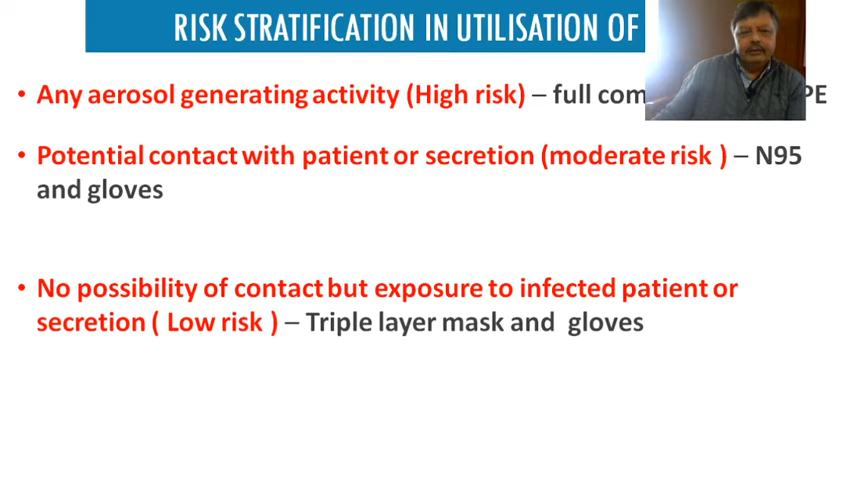 RISK STRATIFICATION IN UTILISATION OF
• Any aerosol generating activity (High risk) – full
• Potential contact with patient or secretion (moderate risk ) – N95
and gloves
• No possibility of contact but exposure to infected patient or
secretion ( Low risk ) – Triple layer mask and gloves